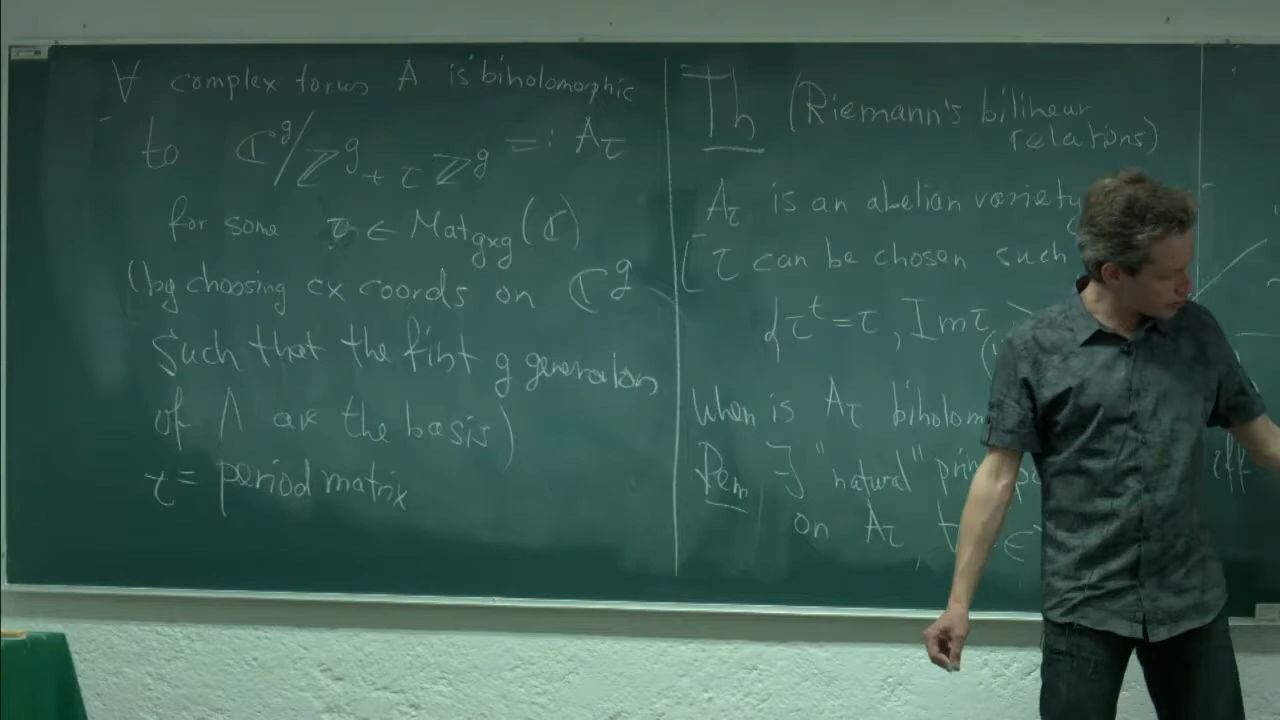 ∀ complex torus A is biholomorphic
to ℂ^g/ℤ^g + τ ℤ^g =: A_τ
for some τ ∈ Mat_{g×g}(ℂ)
(by choosing cx coords on ℂ^g
such that the first g generators
of Λ are the basis)
τ = period matrix
Th (Riemann's bilinear
relations)
A_τ is an abelian variety
τ can be chosen such
{τ^t = τ, Im τ
When is A_τ
Rem ∃ "natural"
iff
on A_τ